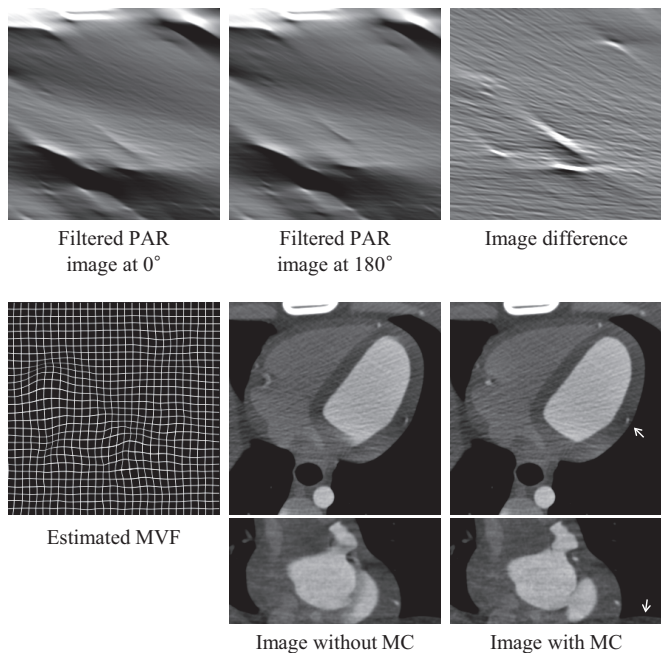 Filtered PAR
image at 0°
Filtered PAR
image at 180°
Image difference
Estimated MVF
Image without MC
Image with MC